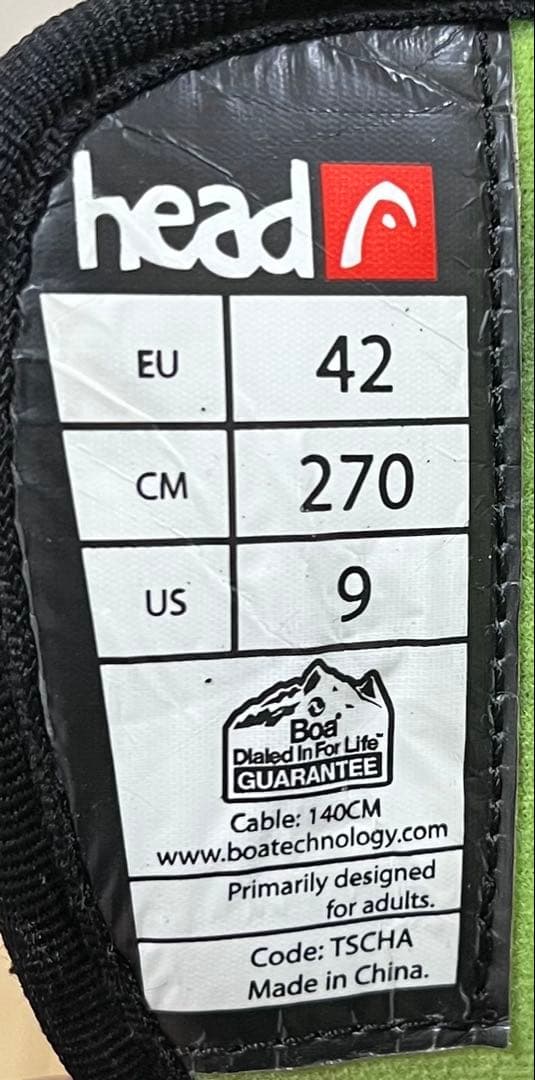 head
EU 42
CM 270
US 9
Boa
Dialed In For Life™
GUARANTEE
Cable: 140CM
www.boatechnology.com
Primarily designed
for adults.
Code: TSCHA
Made in China.